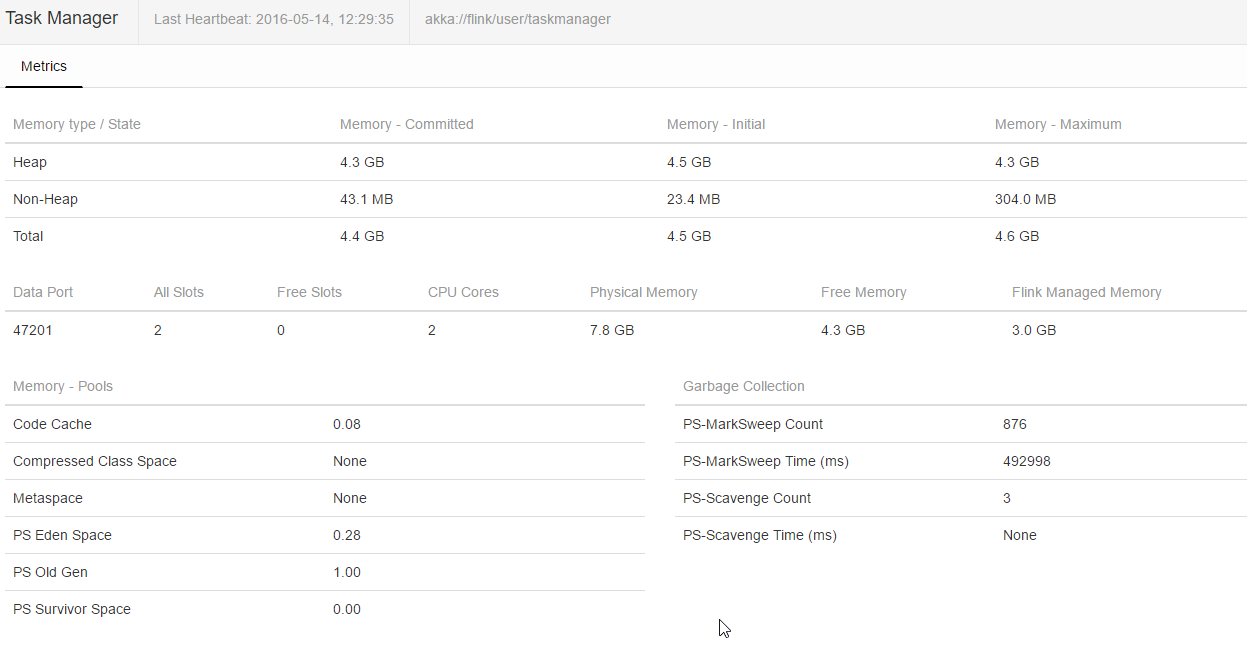 Task Manager Last Heartbeat: 2016-05-14, 12:29:35 akka://flink/user/taskmanager
Metrics
Memory type / State Memory - Committed Memory - Initial Memory - Maximum
Heap 4.3 GB 4.5 GB 4.3 GB
Non-Heap 43.1 MB 23.4 MB 304.0 MB
Total 4.4 GB 4.5 GB 4.6 GB
Data Port All Slots Free Slots CPU Cores Physical Memory Free Memory Flink Managed Memory
47201 2 0 2 7.8 GB 4.3 GB 3.0 GB
Memory - Pools
Code Cache 0.08
Compressed Class Space None
Metaspace None
PS Eden Space 0.28
PS Old Gen 1.00
PS Survivor Space 0.00
Garbage Collection
PS-MarkSweep Count 876
PS-MarkSweep Time (ms) 492998
PS-Scavenge Count 3
PS-Scavenge Time (ms) None